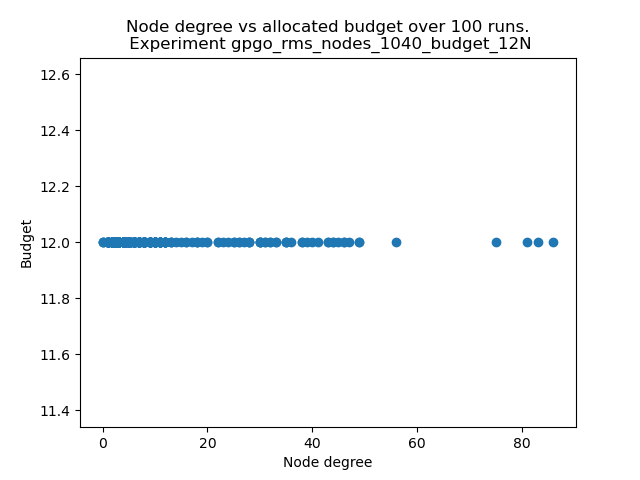 Node degree vs allocated budget over 100 runs.
Experiment gpgo_rms_nodes_1040_budget_12N
12.6
12.4
12.2
12.0
11.8
11.6
11.4
Budget
0 20 40 60 80
Node degree